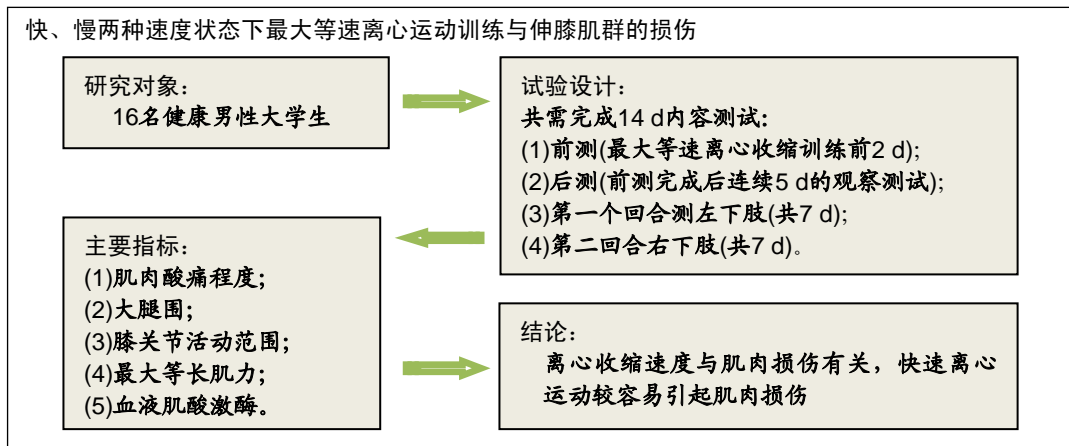 快、慢两种速度状态下最大等速离心运动训练与伸膝肌群的损伤
研究对象：
16名健康男性大学生
试验设计：
共需完成14 d内容测试：
(1)前测(最大等速离心收缩训练前2 d)；
(2)后测(前测完成后连续5 d的观察测试)；
(3)第一个回合测左下肢(共7 d)；
(4)第二回合右下肢(共7 d)。
主要指标：
(1)肌肉酸痛程度；
(2)大腿围；
(3)膝关节活动范围；
(4)最大等长肌力；
(5)血液肌酸激酶。
结论：
离心收缩速度与肌肉损伤有关，快速离心
运动较容易引起肌肉损伤